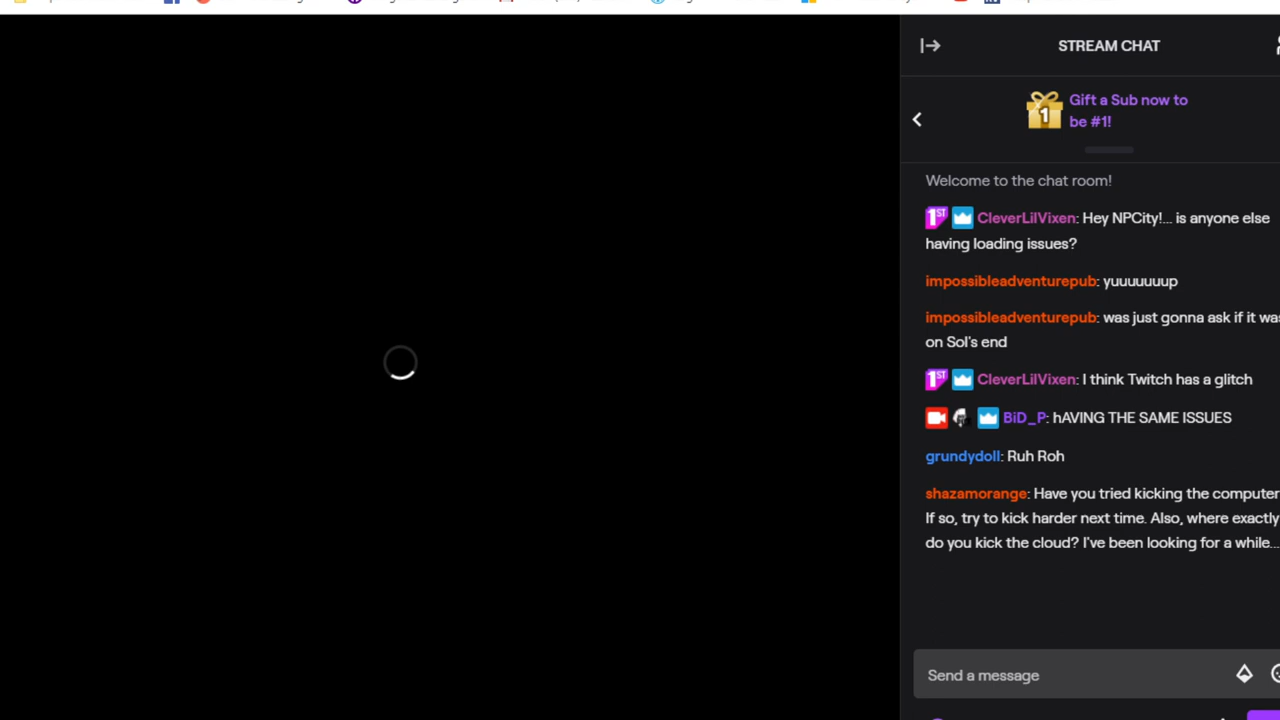 STREAM CHAT
Gift a Sub now to
be #1!
1
Welcome to the chat room!
1ST CleverLilVixen: Hey NPCity!... is anyone else
having loading issues?
impossibleadventurepub: yuuuuuuup
impossibleadventurepub: was just gonna ask if it was
on Sol's end
1ST CleverLilVixen: I think Twitch has a glitch
BiD_P: hAVING THE SAME ISSUES
grundydoll: Ruh Roh
shazamorange: Have you tried kicking the computer
If so, try to kick harder next time. Also, where exactly
do you kick the cloud? I've been looking for a while...
Send a message